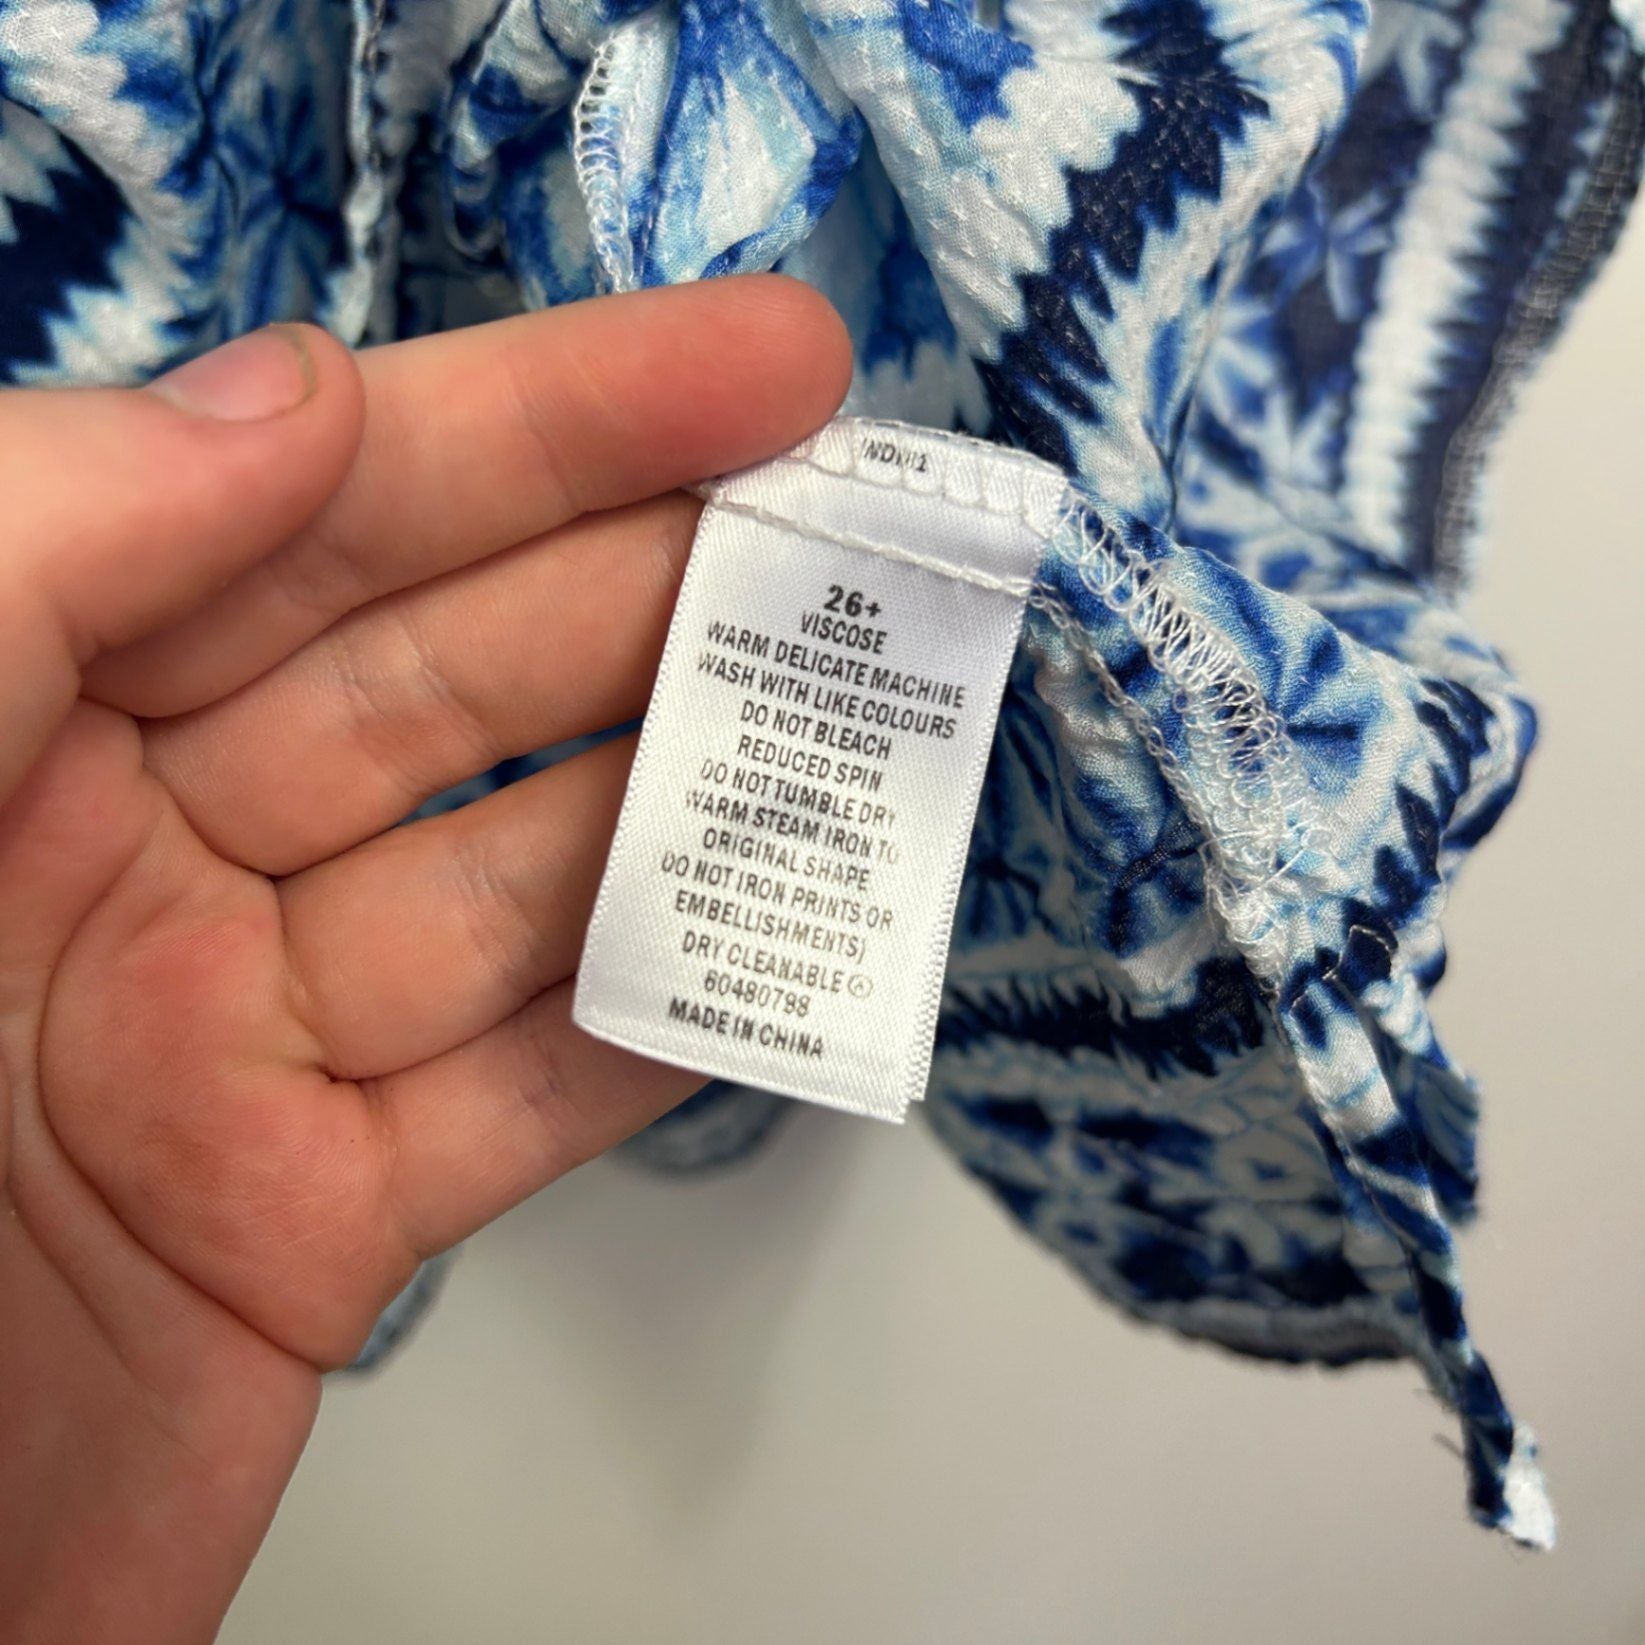 26+
VISCOSE
WARM DELICATE MACHINE
WASH WITH LIKE COLOURS
DO NOT BLEACH
REDUCED SPIN
DO NOT TUMBLE DRY
WARM STEAM IRON TO
ORIGINAL SHAPE
DO NOT IRON PRINTS OR
EMBELLISHMENTS)
DRY CLEANABLE Ⓐ
60480798
MADE IN CHINA